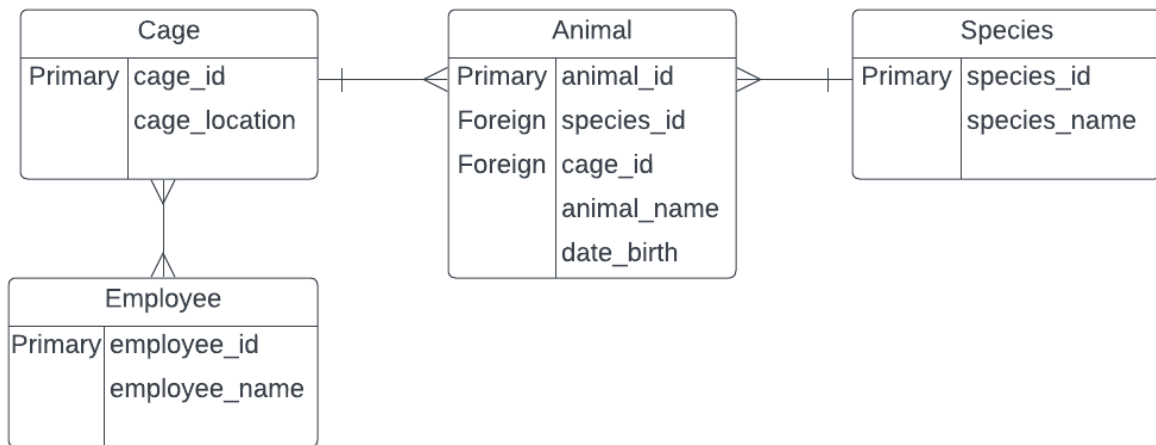 Cage
Primary cage_id
cage_location
Animal
Primary animal_id
Foreign species_id
Foreign cage_id
animal_name
date_birth
Species
Primary species_id
species_name
Employee
Primary employee_id
employee_name